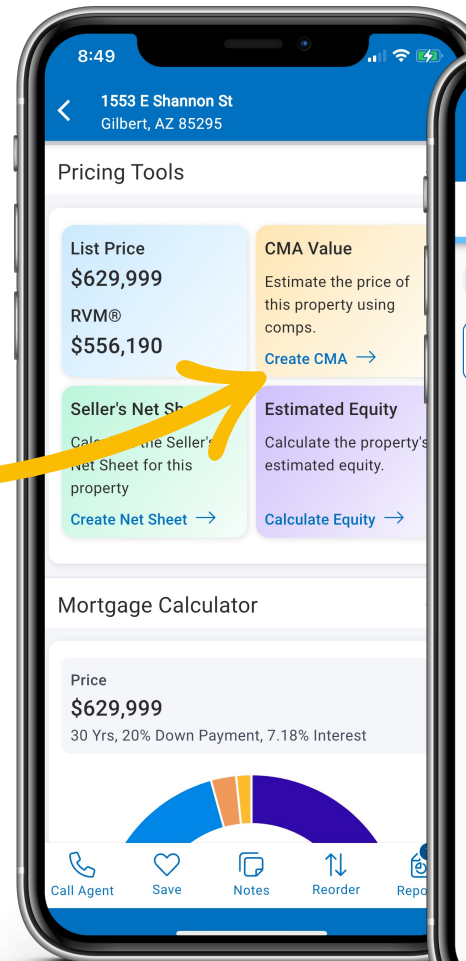 8:49
1553 E Shannon St
Gilbert, AZ 85295
Pricing Tools
List Price
$629,999
RVM®
$556,190
CMA Value
Estimate the price of
this property using
comps.
Create CMA →
Seller's Net
the Seller's
Net Sheet for this
property
Create Net Sheet →
Estimated Equity
Calculate the property's
estimated equity.
Calculate Equity →
Mortgage Calculator
Price
$629,999
30 Yrs, 20% Down Payment, 7.18% Interest
Call Agent
Save
Notes
Reorder
Repo